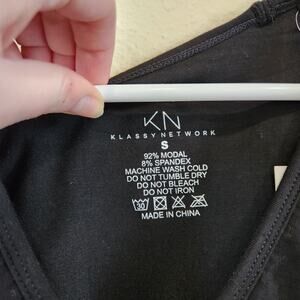 KN
KLASSY NETWORK
S
92% MODAL
8% SPANDEX
MACHINE WASH COLD
DO NOT TUMBLE DRY
DO NOT BLEACH
DO NOT IRON
30
MADE IN CHINA